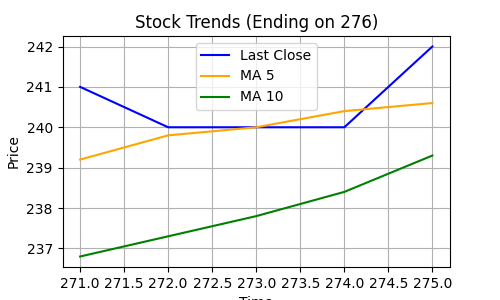 Stock Trends (Ending on 276)
Last Close
MA 5
MA 10
Price
242
241
240
239
238
237
271.0 271.5 272.0 272.5 273.0 273.5 274.0 274.5 275.0
Time